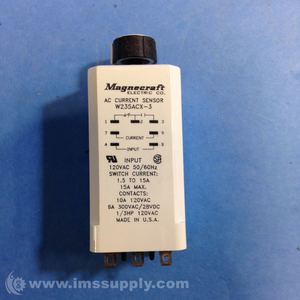 Magnecraft
ELECTRIC CO.
AC CURRENT SENSOR
W235ACX-3
CURRENT
INPUT
INPUT
120VAC 50/60Hz
SWITCH CURRENT:
1.5 TO 15A
15A MAX.
CONTACTS:
10A 120VAC
6A 300VAC/28VDC
1/3HP 120VAC
MADE IN U.S.A.
© www.imssupply.com